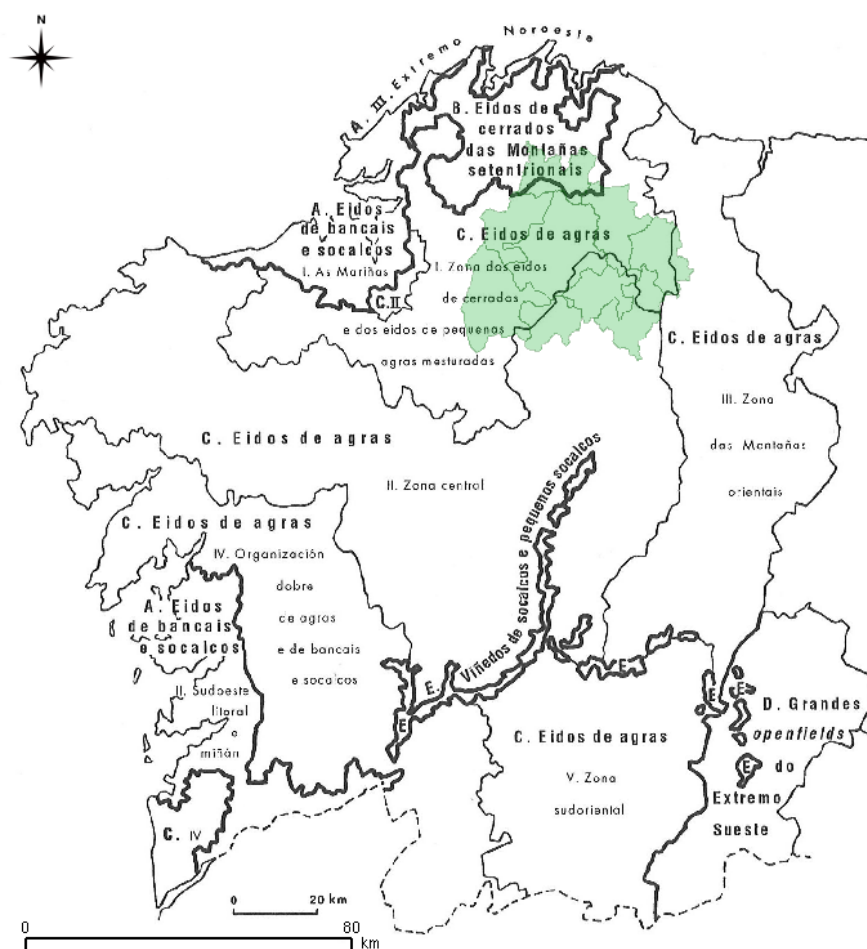 N
A. III. Extremo Noroeste
B. Eidos de
cerrados
das Montañas
setentrionais
A. Eidos
de bancais
e socalcos
I. As Mariñas
C. Eidos de agras
I. Zona dos eidos
de cerrados
e dos eidos de pequenas
agras mesturadas
C.II
C. Eidos de agras
III. Zona
das Montañas
orientais
C. Eidos de agras
II. Zona central
Viñedos de socalcos e pequenos socalcos
C. Eidos de agras
IV. Organización
dobre
de agras
e de bancais
e socalcos
A. Eidos
de bancais
e socalcos
II. Sudoeste
litoral
e
miñán
E
E.
E
E
E
D. Grandes
openfields
E
do
Extremo
Sueste
C. Eidos de agras
V. Zona
sudoriental
C. IV
0 20 km
0 80
km